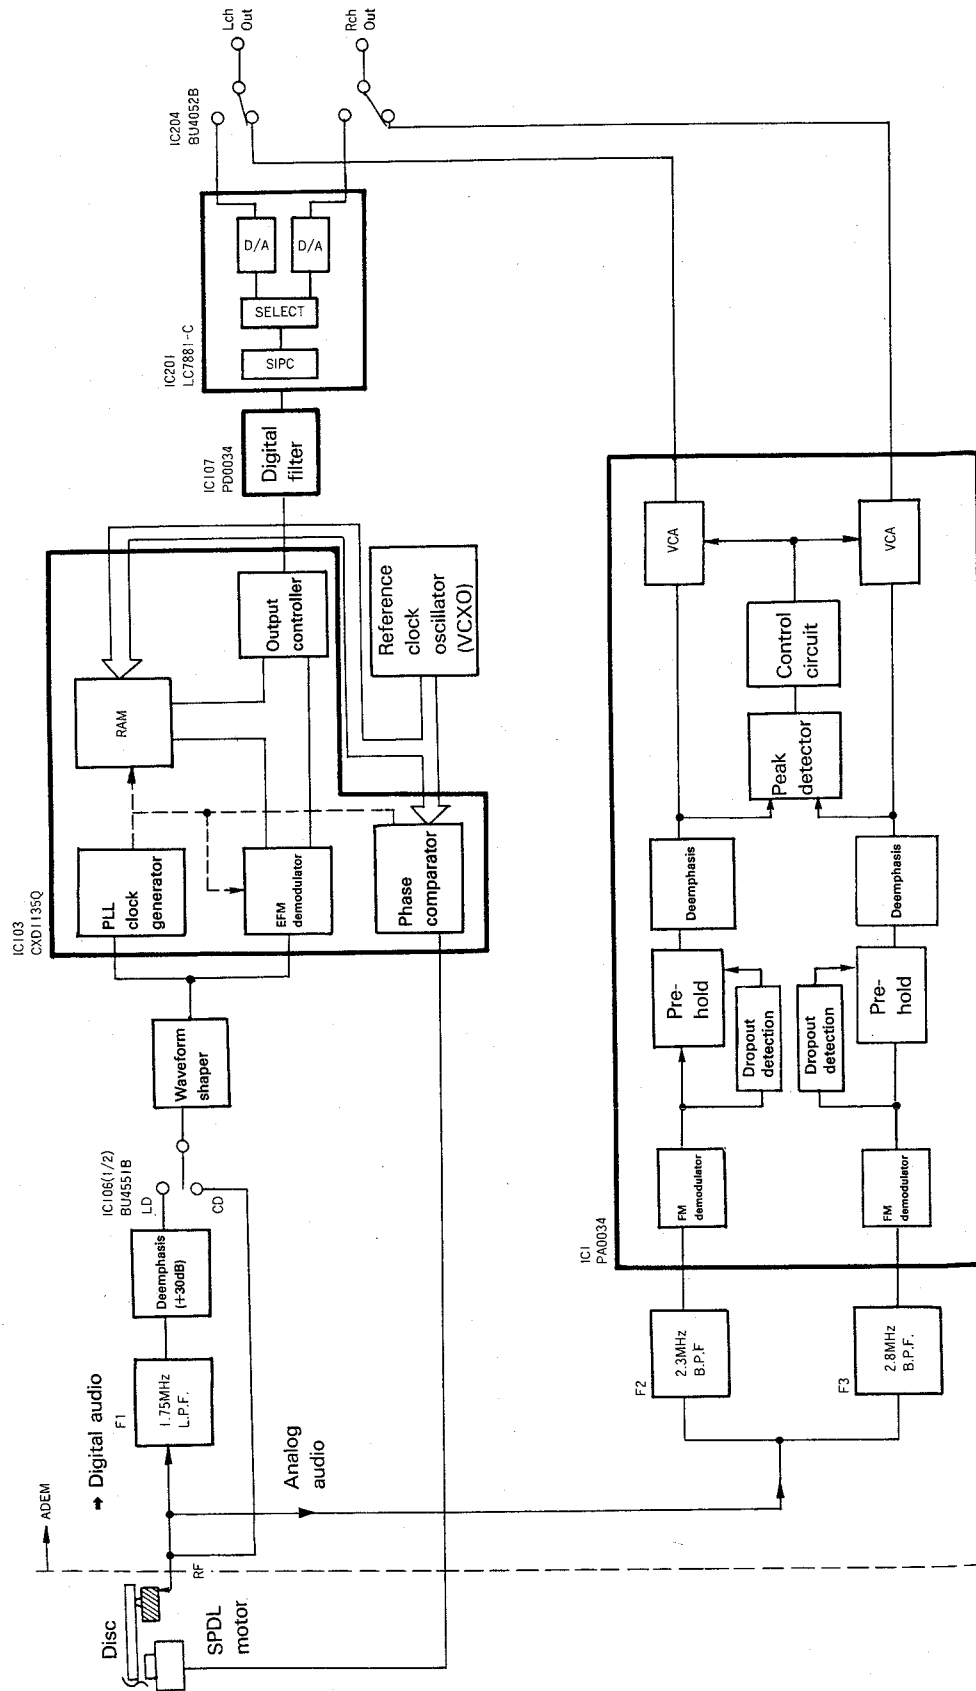 Disc
SPDL
motor
RF
ADEM
➡ Digital audio
F1
1.75MHz
L.P.F.
Deemphasis
(+30dB)
IC106(1/2)
BU4551B
LD
CD
Waveform
shaper
IC103
CXD1135Q
PLL
clock
generator
EFM
demodulator
Phase
comparator
RAM
Output
controller
Reference
clock
oscillator
(VCXO)
IC107
PD0034
Digital
filter
IC201
LC7881-C
SIPC
SELECT
D/A
D/A
IC204
BU4052B
Lch
Out
Rch
Out
Analog
audio
F2
2.3MHz
B.P.F
F3
2.8MHz
B.P.F.
IC1
PA0034
FM
demodulator
FM
demodulator
Pre-
hold
Dropout
detection
Dropout
detection
Pre-
hold
Deemphasis
Deemphasis
Peak
detector
Control
circuit
VCA
VCA